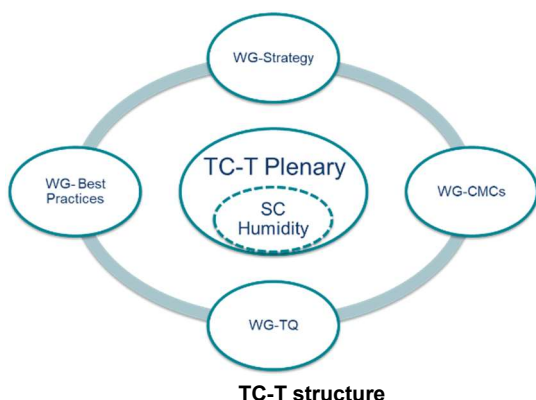 WG-Strategy
TC-T Plenary
SC
Humidity
WG- Best
Practices
WG-CMCs
WG-TQ
TC-T structure